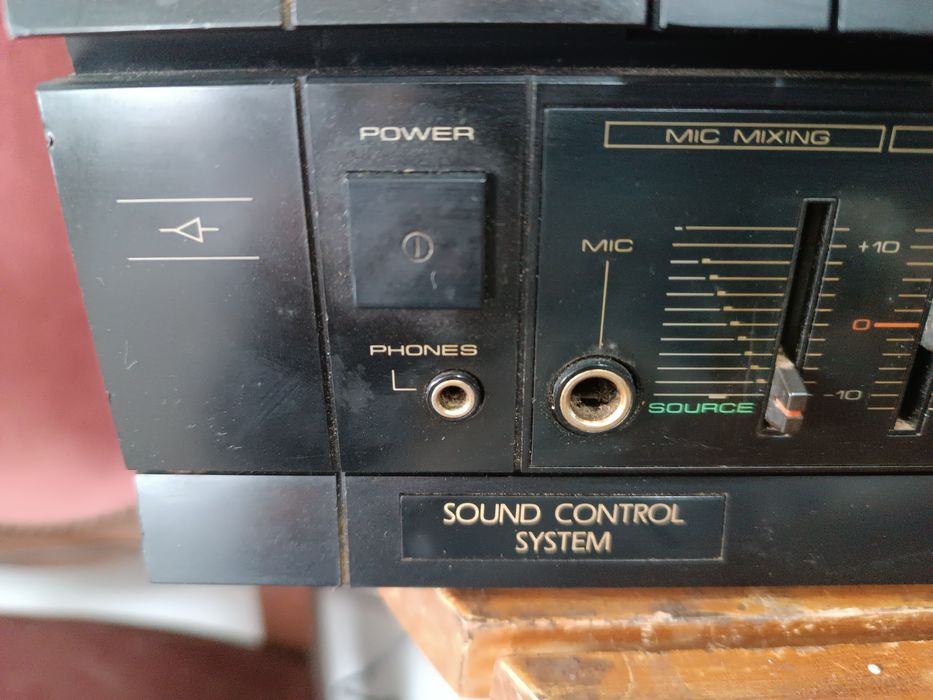 POWER
MIC MIXING
MIC
+10
0
PHONES
SOURCE
-10
SOUND CONTROL
SYSTEM